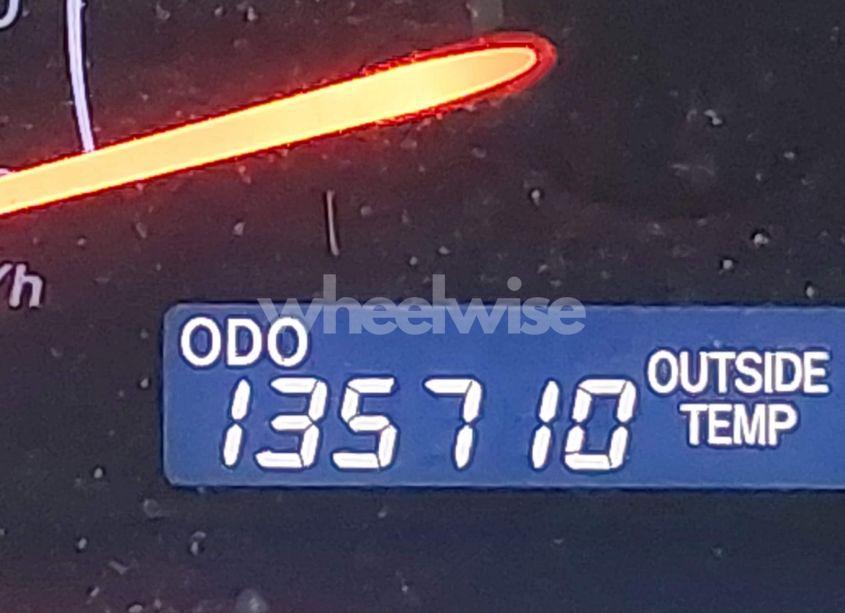 /h
wheelwise
ODO
135710
OUTSIDE
TEMP